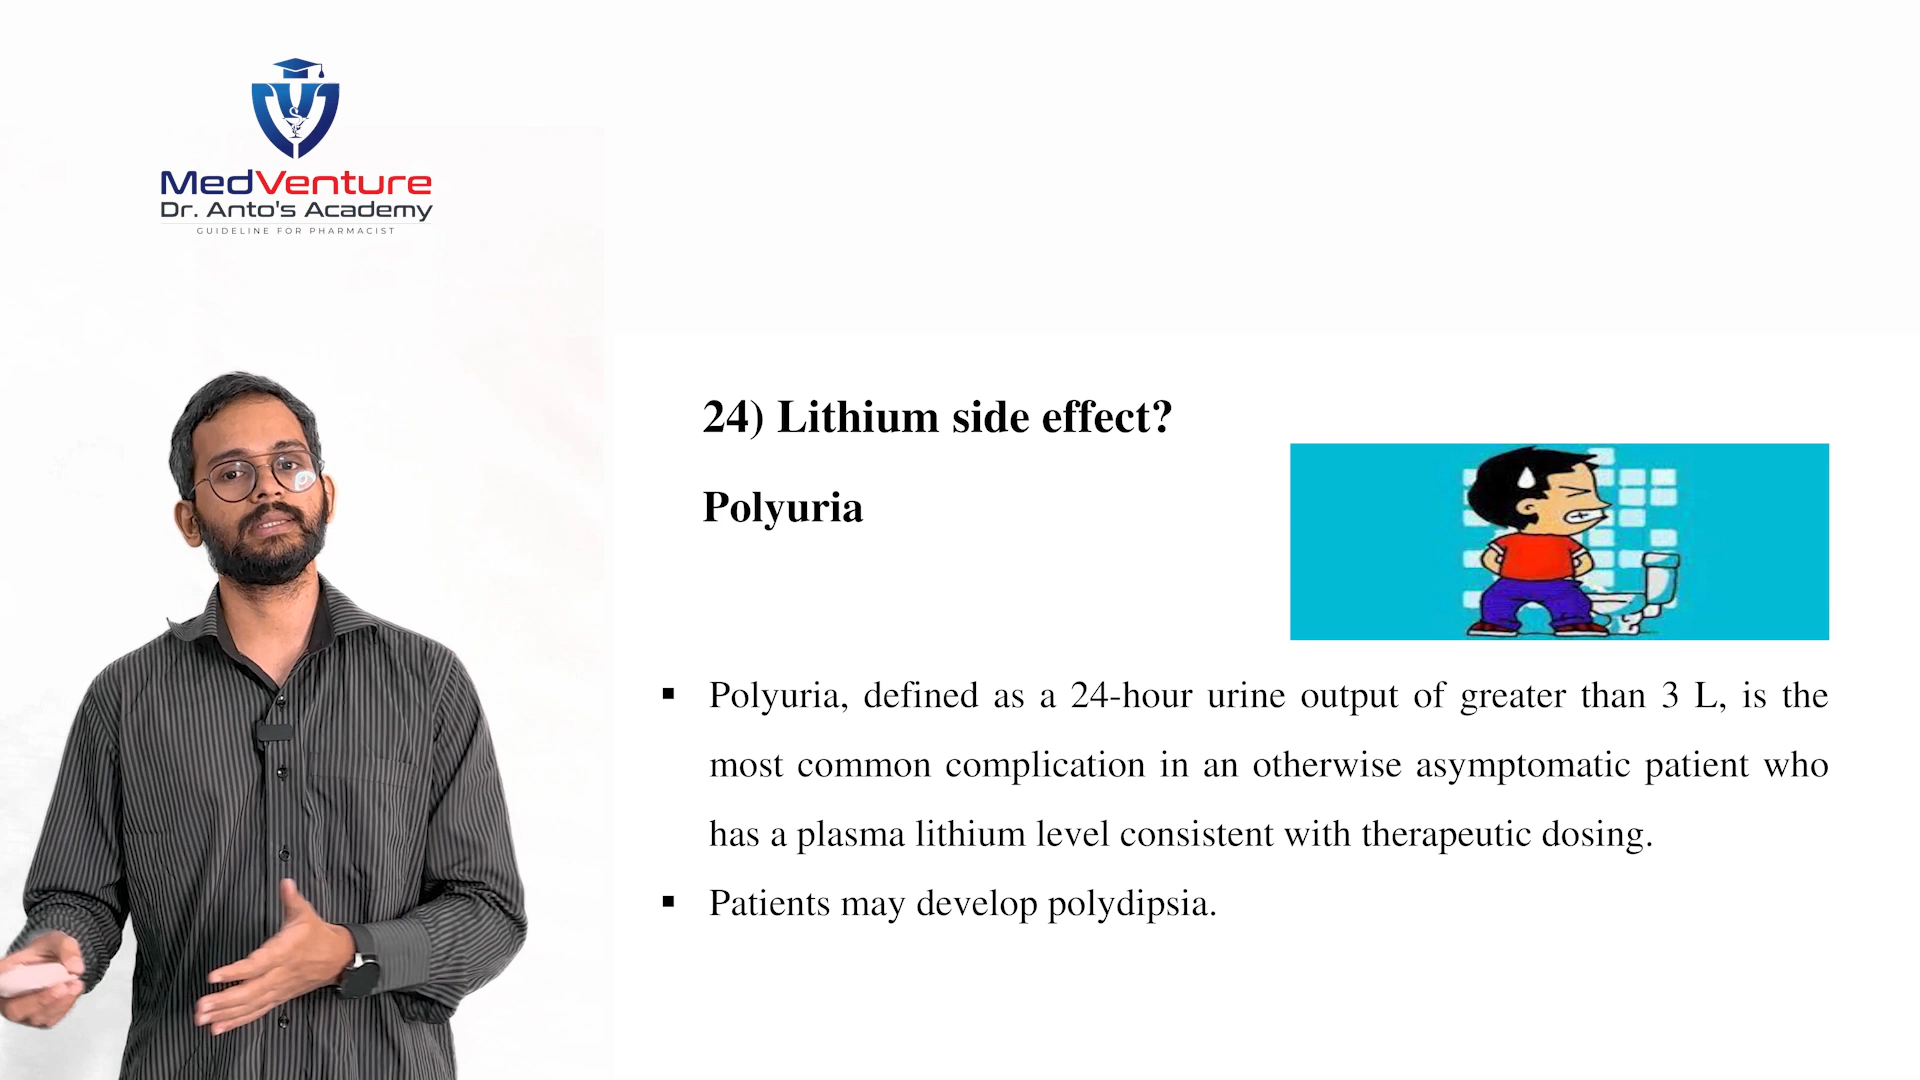 MedVenture
Dr. Anto's Academy
GUIDELINE FOR PHARMACIST
24) Lithium side effect?
Polyuria
▪ Polyuria, defined as a 24-hour urine output of greater than 3 L, is the
most common complication in an otherwise asymptomatic patient who
has a plasma lithium level consistent with therapeutic dosing.
▪ Patients may develop polydipsia.